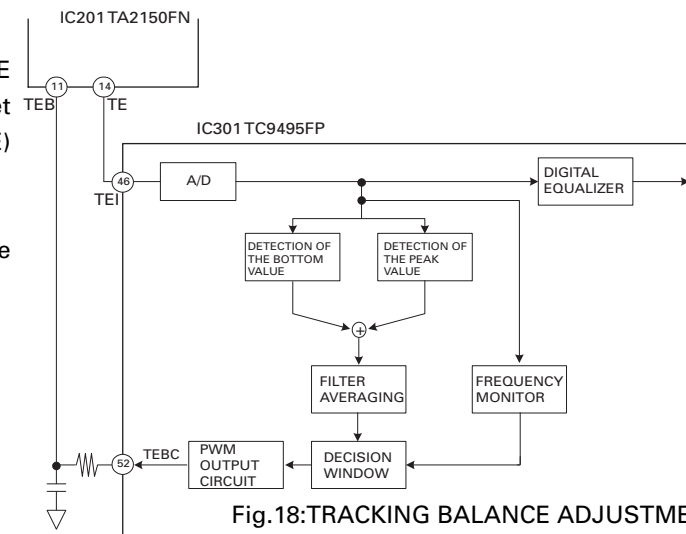 IC201 TA2150FN
E
et
E)
e
11
14
TEB
TE
IC301 TC9495FP
46
TEI
A/D
DIGITAL
EQUALIZER
DETECTION OF
THE BOTTOM
VALUE
DETECTION OF
THE PEAK
VALUE
+
FILTER
AVERAGING
FREQUENCY
MONITOR
52
TEBC
PWM
OUTPUT
CIRCUIT
DECISION
WINDOW
Fig.18:TRACKING BALANCE ADJUSTME